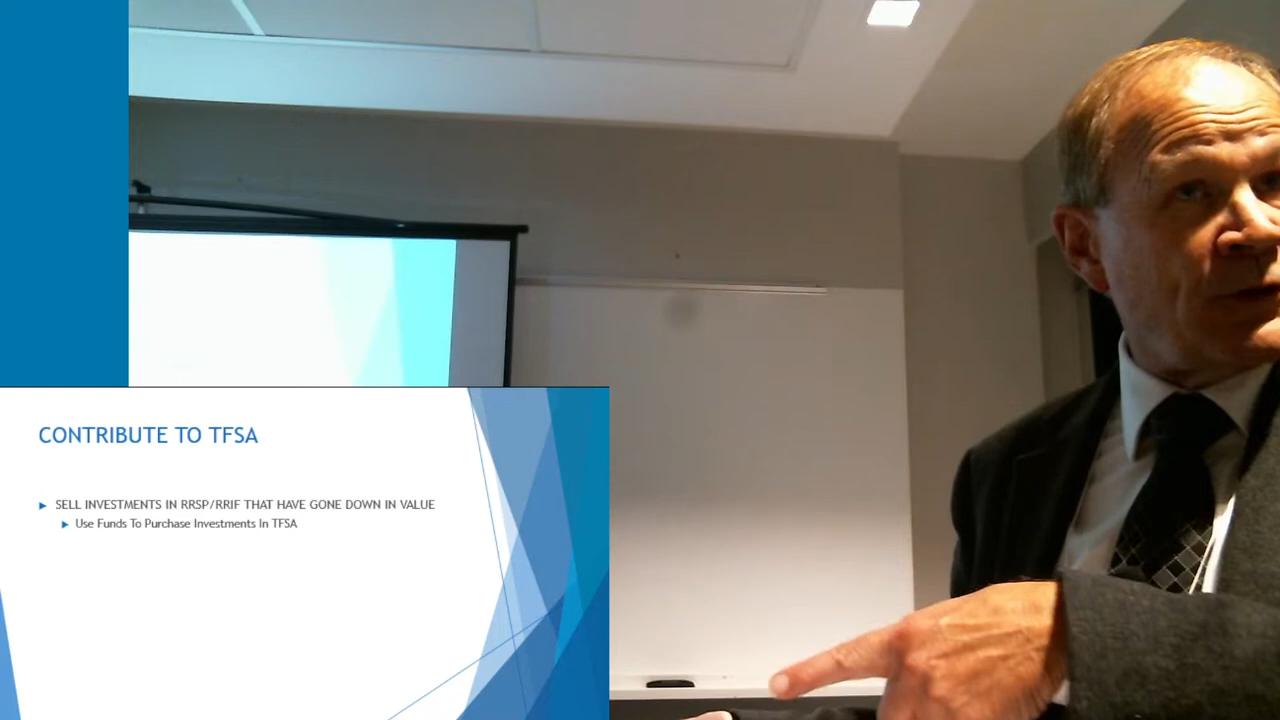 CONTRIBUTE TO TFSA
SELL INVESTMENTS IN RRSP/RRIF THAT HAVE GONE DOWN IN VALUE
Use Funds To Purchase Investments In TFSA